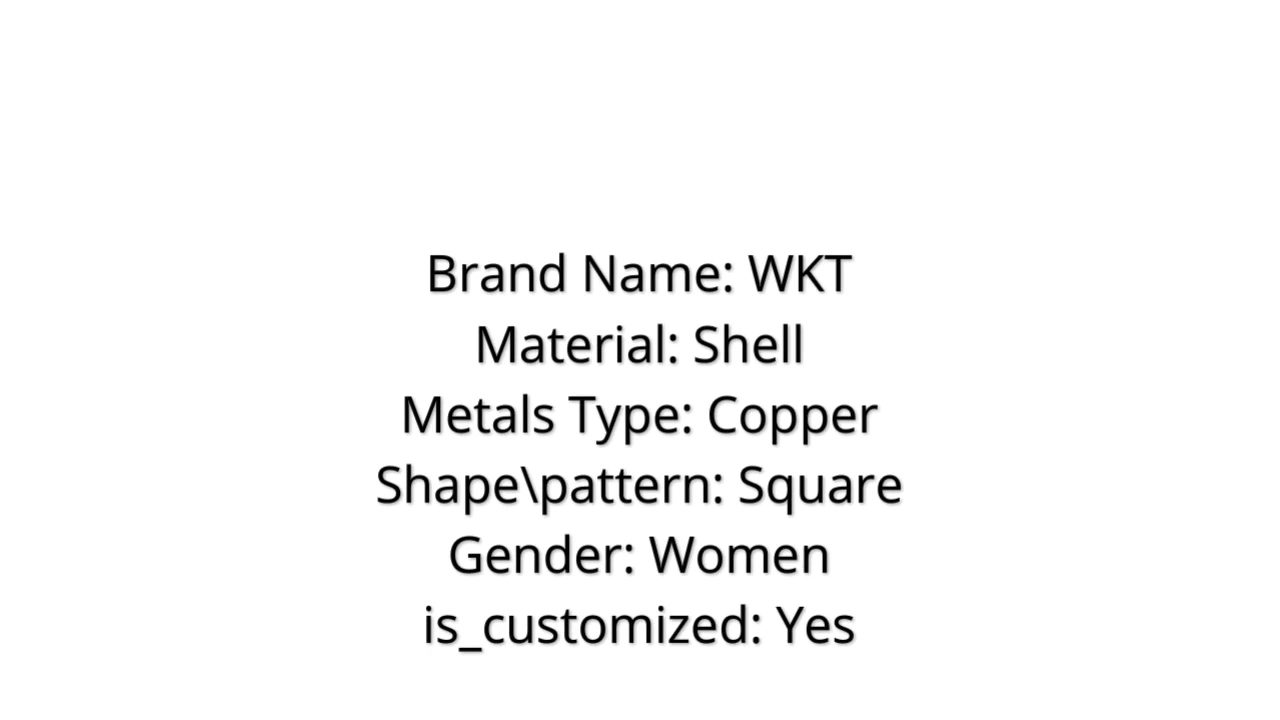 Brand Name: WKT
Material: Shell
Metals Type: Copper
Shape\pattern: Square
Gender: Women
is_customized: Yes